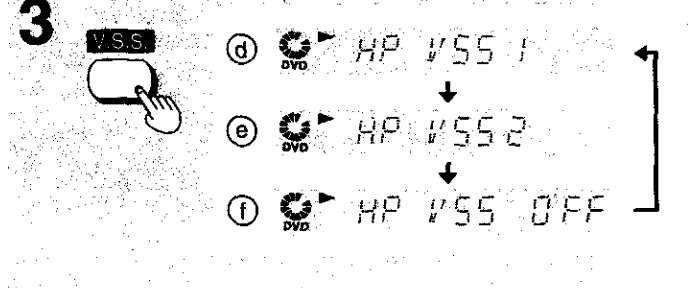 3
V.S.S.
d DVD HP VSS 1
e DVD HP VSS 2
f DVD HP VSS OFF